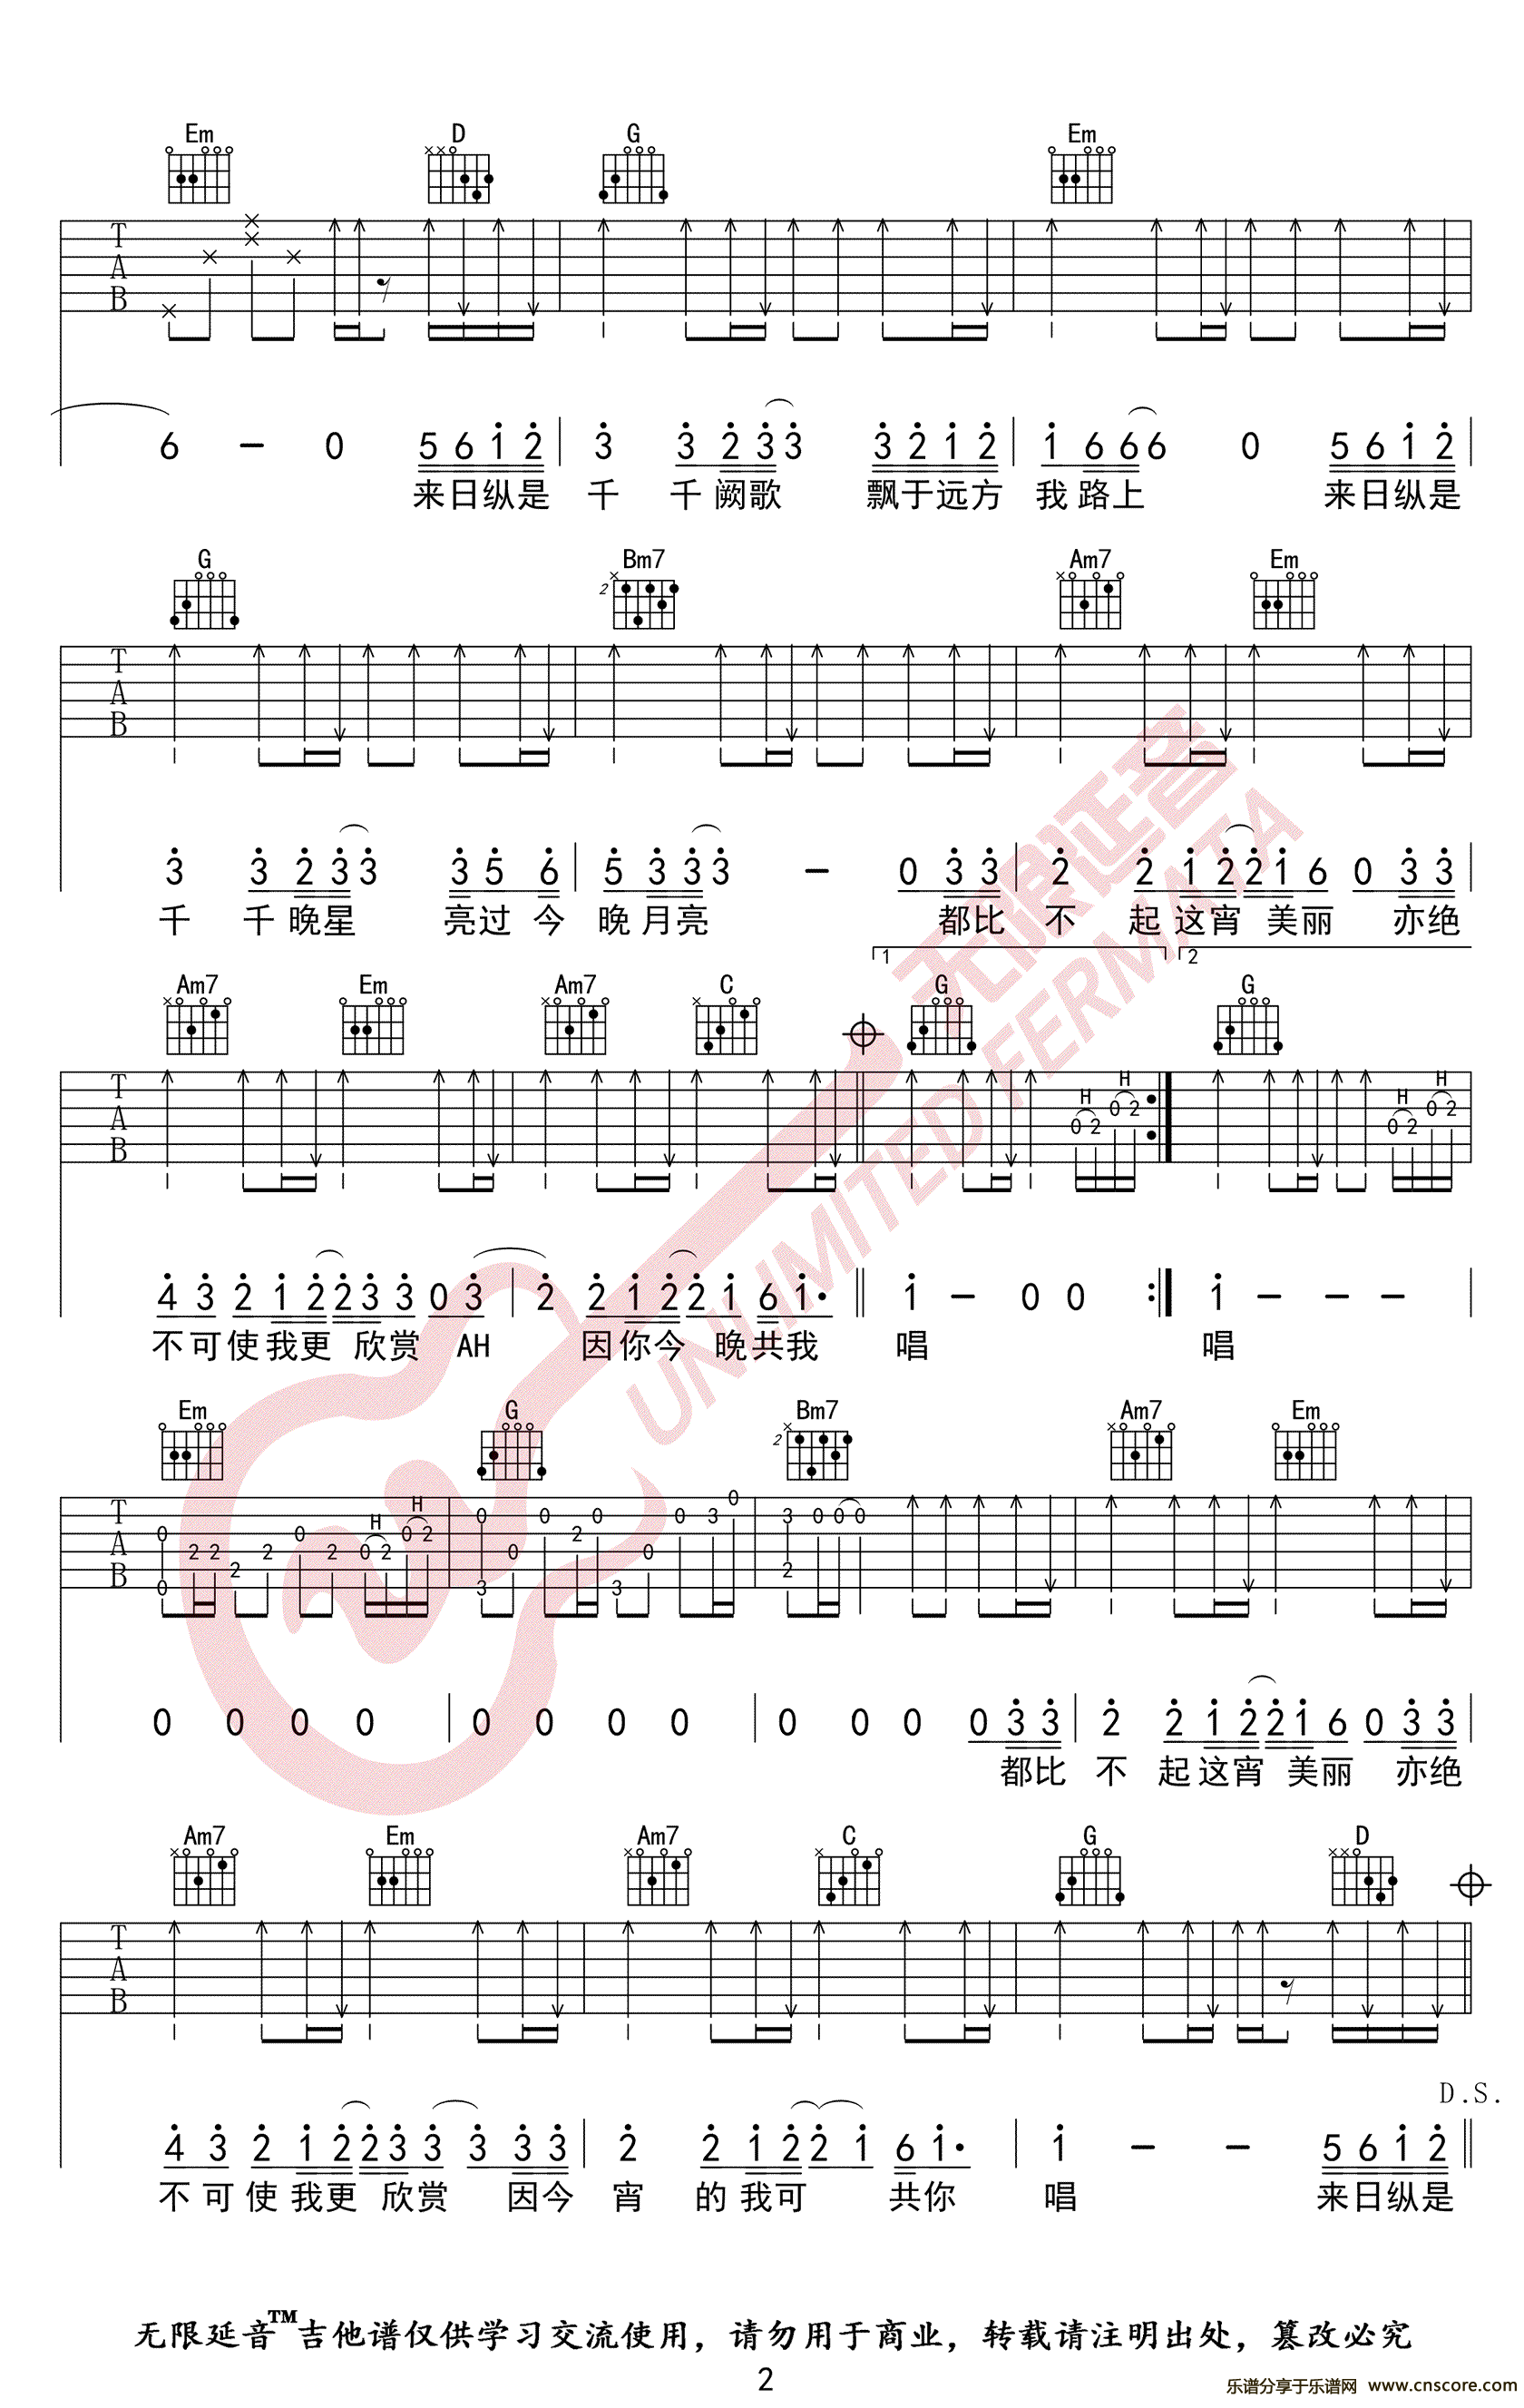 Em D G Em
T
A
B
6 - 0 5 6 1 2 3 3 2 3 3 3 2 1 2 1 6 6 6 0 5 6 1 2
来日纵是 千 千阙歌 飘于远方 我路上 来日纵是
G Bm7 Am7 Em
2
T
A
B
3 3 2 3 3 3 5 6 5 3 3 3 - 0 3 3 2 2 1 2 2 1 6 0 3 3
千 千晚星 亮过今 晚月亮 都比 不 起这宵 美丽 亦绝
1 2
Am7 Em Am7 C G G
H H H H
T
A
B
0 2 0 2 0 2 0 2
4 3 2 1 2 2 3 3 0 3 2 2 1 2 2 1 6 1· 1 - 0 0 1 - - -
不可使我更 欣赏 AH 因你今 晚共我 唱 唱
Em G Bm7 Am7 Em
2
H H
T
A
B
0 0 2 2 2 2 0 2 0 2 0 2 0 3 0 0 2 0 3 0 0 3 0 3 2 0 0 0
0 0 0 0 0 0 0 0 0 0 0 0 3 3 2 2 1 2 2 1 6 0 3 3
都比 不 起这宵 美丽 亦绝
Am7 Em Am7 C G D
T
A
B
D.S.
4 3 2 1 2 2 3 3 3 3 3 2 2 1 2 2 1 6 1· 1 - - 5 6 1 2
不可使 我更 欣赏 因今 宵 的我可 共你 唱 来日纵是
无限延音
UNLIMITED FERMATA
无限延音™吉他谱仅供学习交流使用，请勿用于商业，转载请注明出处，篡改必究
2
乐谱分享于乐谱网 www.cnscore.com